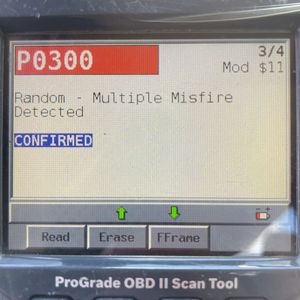 P0300
3/4
Mod $11
Random - Multiple Misfire
Detected
CONFIRMED
Read
Erase
FFrame
ProGrade OBD II Scan Tool